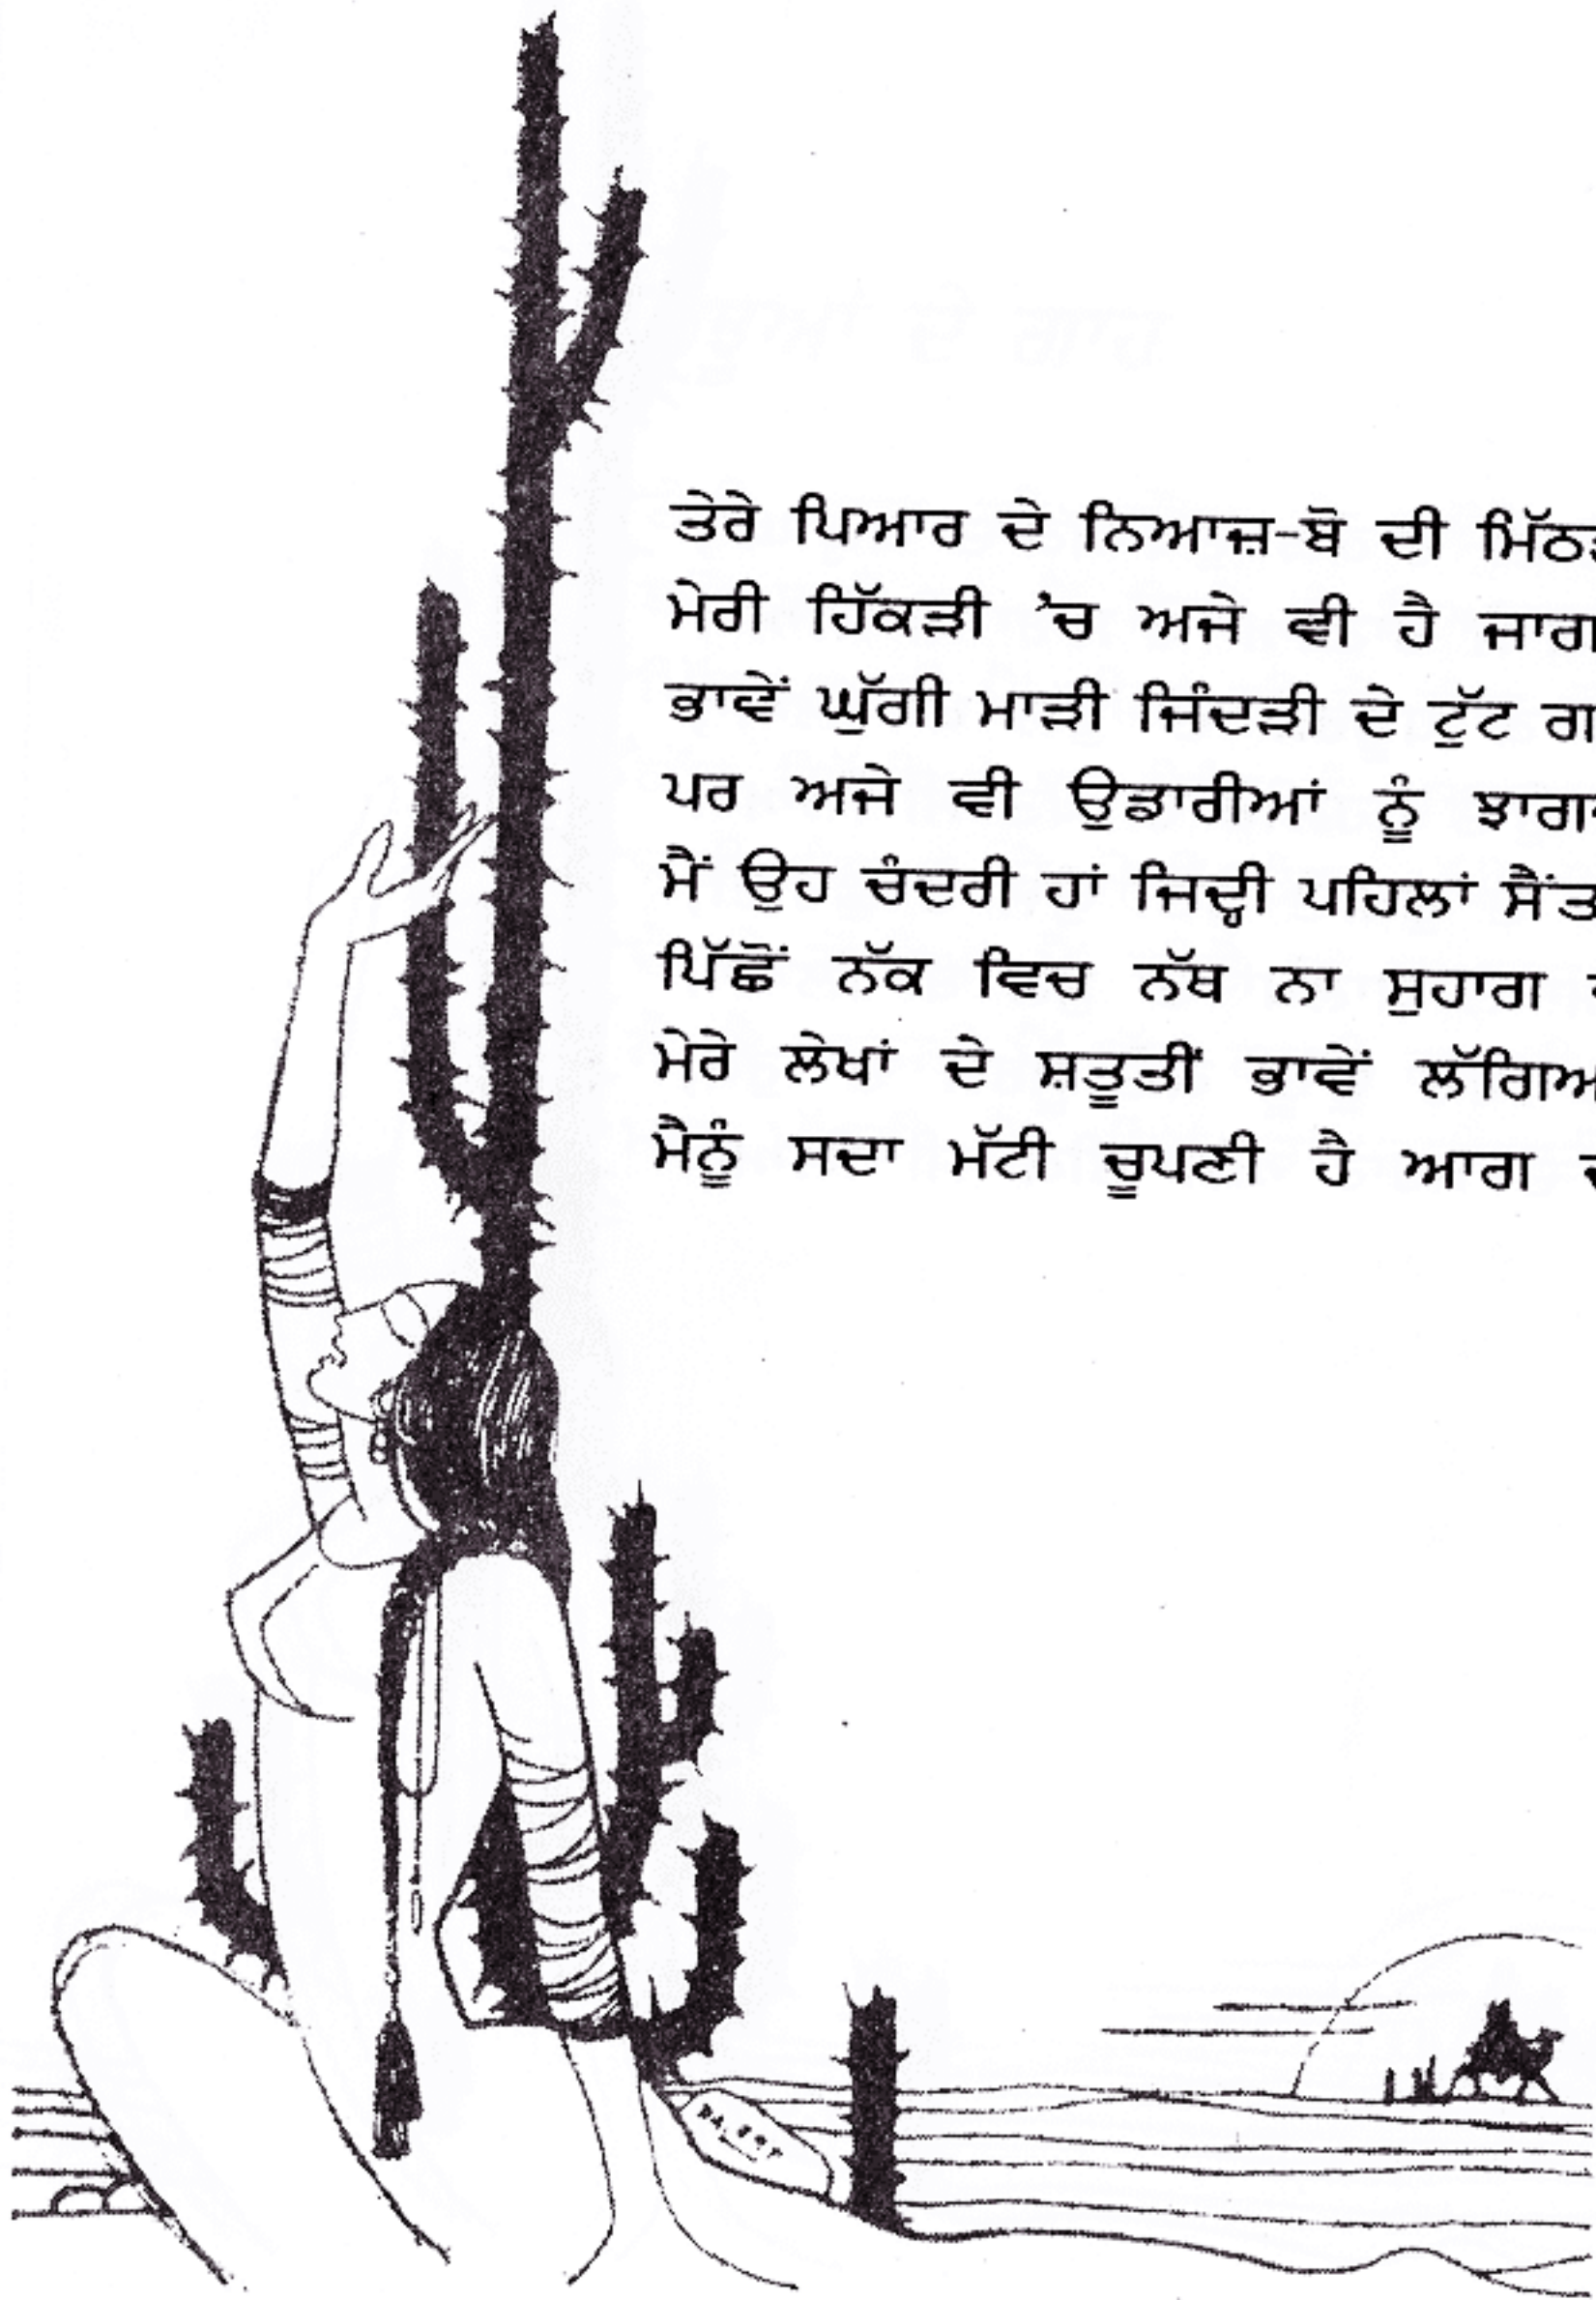 ਤੇਰੇ ਪਿਆਰ ਦੇ ਨਿਆਜ਼-ਬੋ ਦੀ
ਮੇਰੀ ਹਿੱਕੜੀ 'ਚ ਅਜੇ ਵੀ ਹੈ
ਭਾਵੇਂ ਘੁੱਗੀ ਮਾੜੀ ਜਿੰਦੜੀ ਦੇ ਟੁੱਟ
ਪਰ ਅਜੇ ਵੀ ਉਡਾਰੀਆਂ ਨੂੰ
ਮੈਂ ਉਹ ਚੰਦਰੀ ਹਾਂ ਜਿਦ੍ਹੀ ਪਹਿਲਾਂ
ਪਿੱਛੋਂ ਨੱਕ ਵਿਚ ਨੱਥ ਨਾ ਸੁਹਾਗ
ਮੇਰੇ ਲੇਖਾਂ ਦੇ ਸ਼ਤੂਤੀਂ ਭਾਵੇਂ
ਮੈਨੂੰ ਸਦਾ ਮੱਟੀ ਚੂਪਣੀ ਹੈ ਆਗ